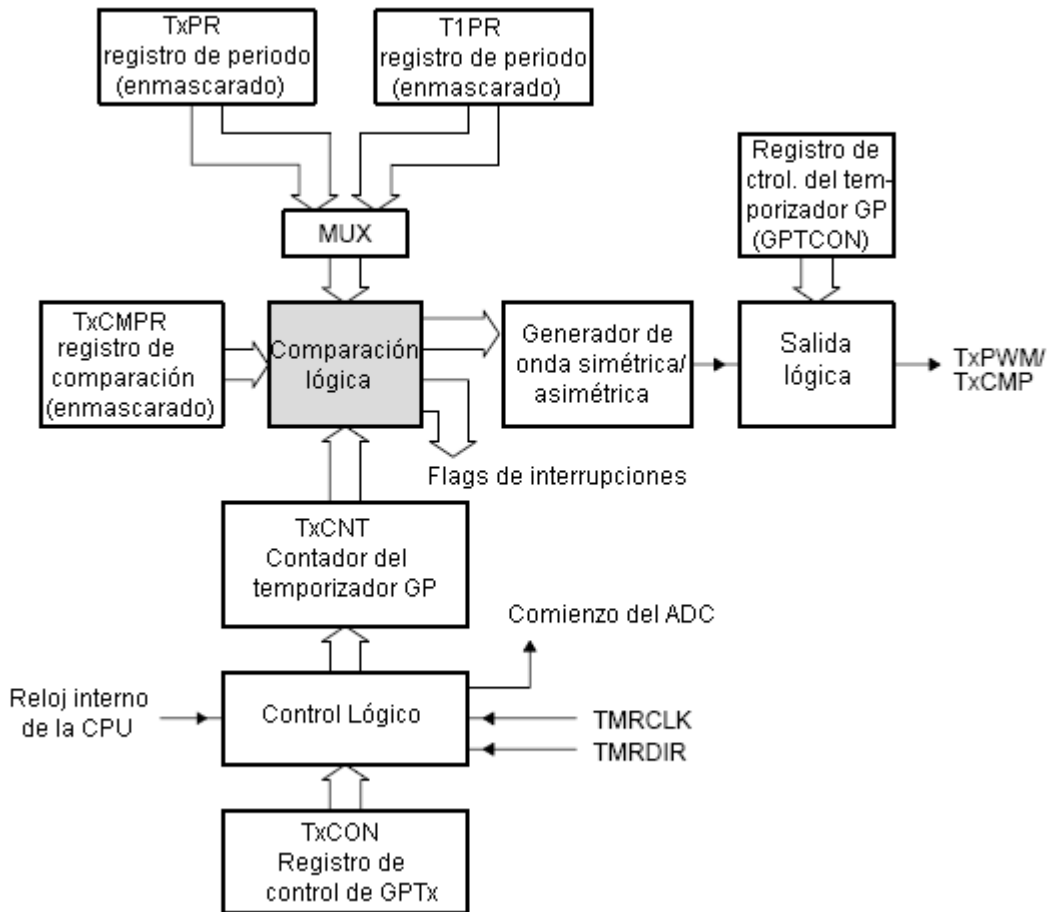 TxPR
registro de periodo
(enmascarado)
T1PR
registro de periodo
(enmascarado)
MUX
Registro de
ctrol. del tem-
porizador GP
(GPTCON)
TxCMPR
registro de
comparación
(enmascarado)
Comparación
lógica
Generador de
onda simétrica/
asimétrica
Salida
lógica
TxPWM/
TxCMP
Flags de interrupciones
TxCNT
Contador del
temporizador GP
Comienzo del ADC
Reloj interno
de la CPU
Control Lógico
TMRCLK
TMRDIR
TxCON
Registro de
control de GPTx